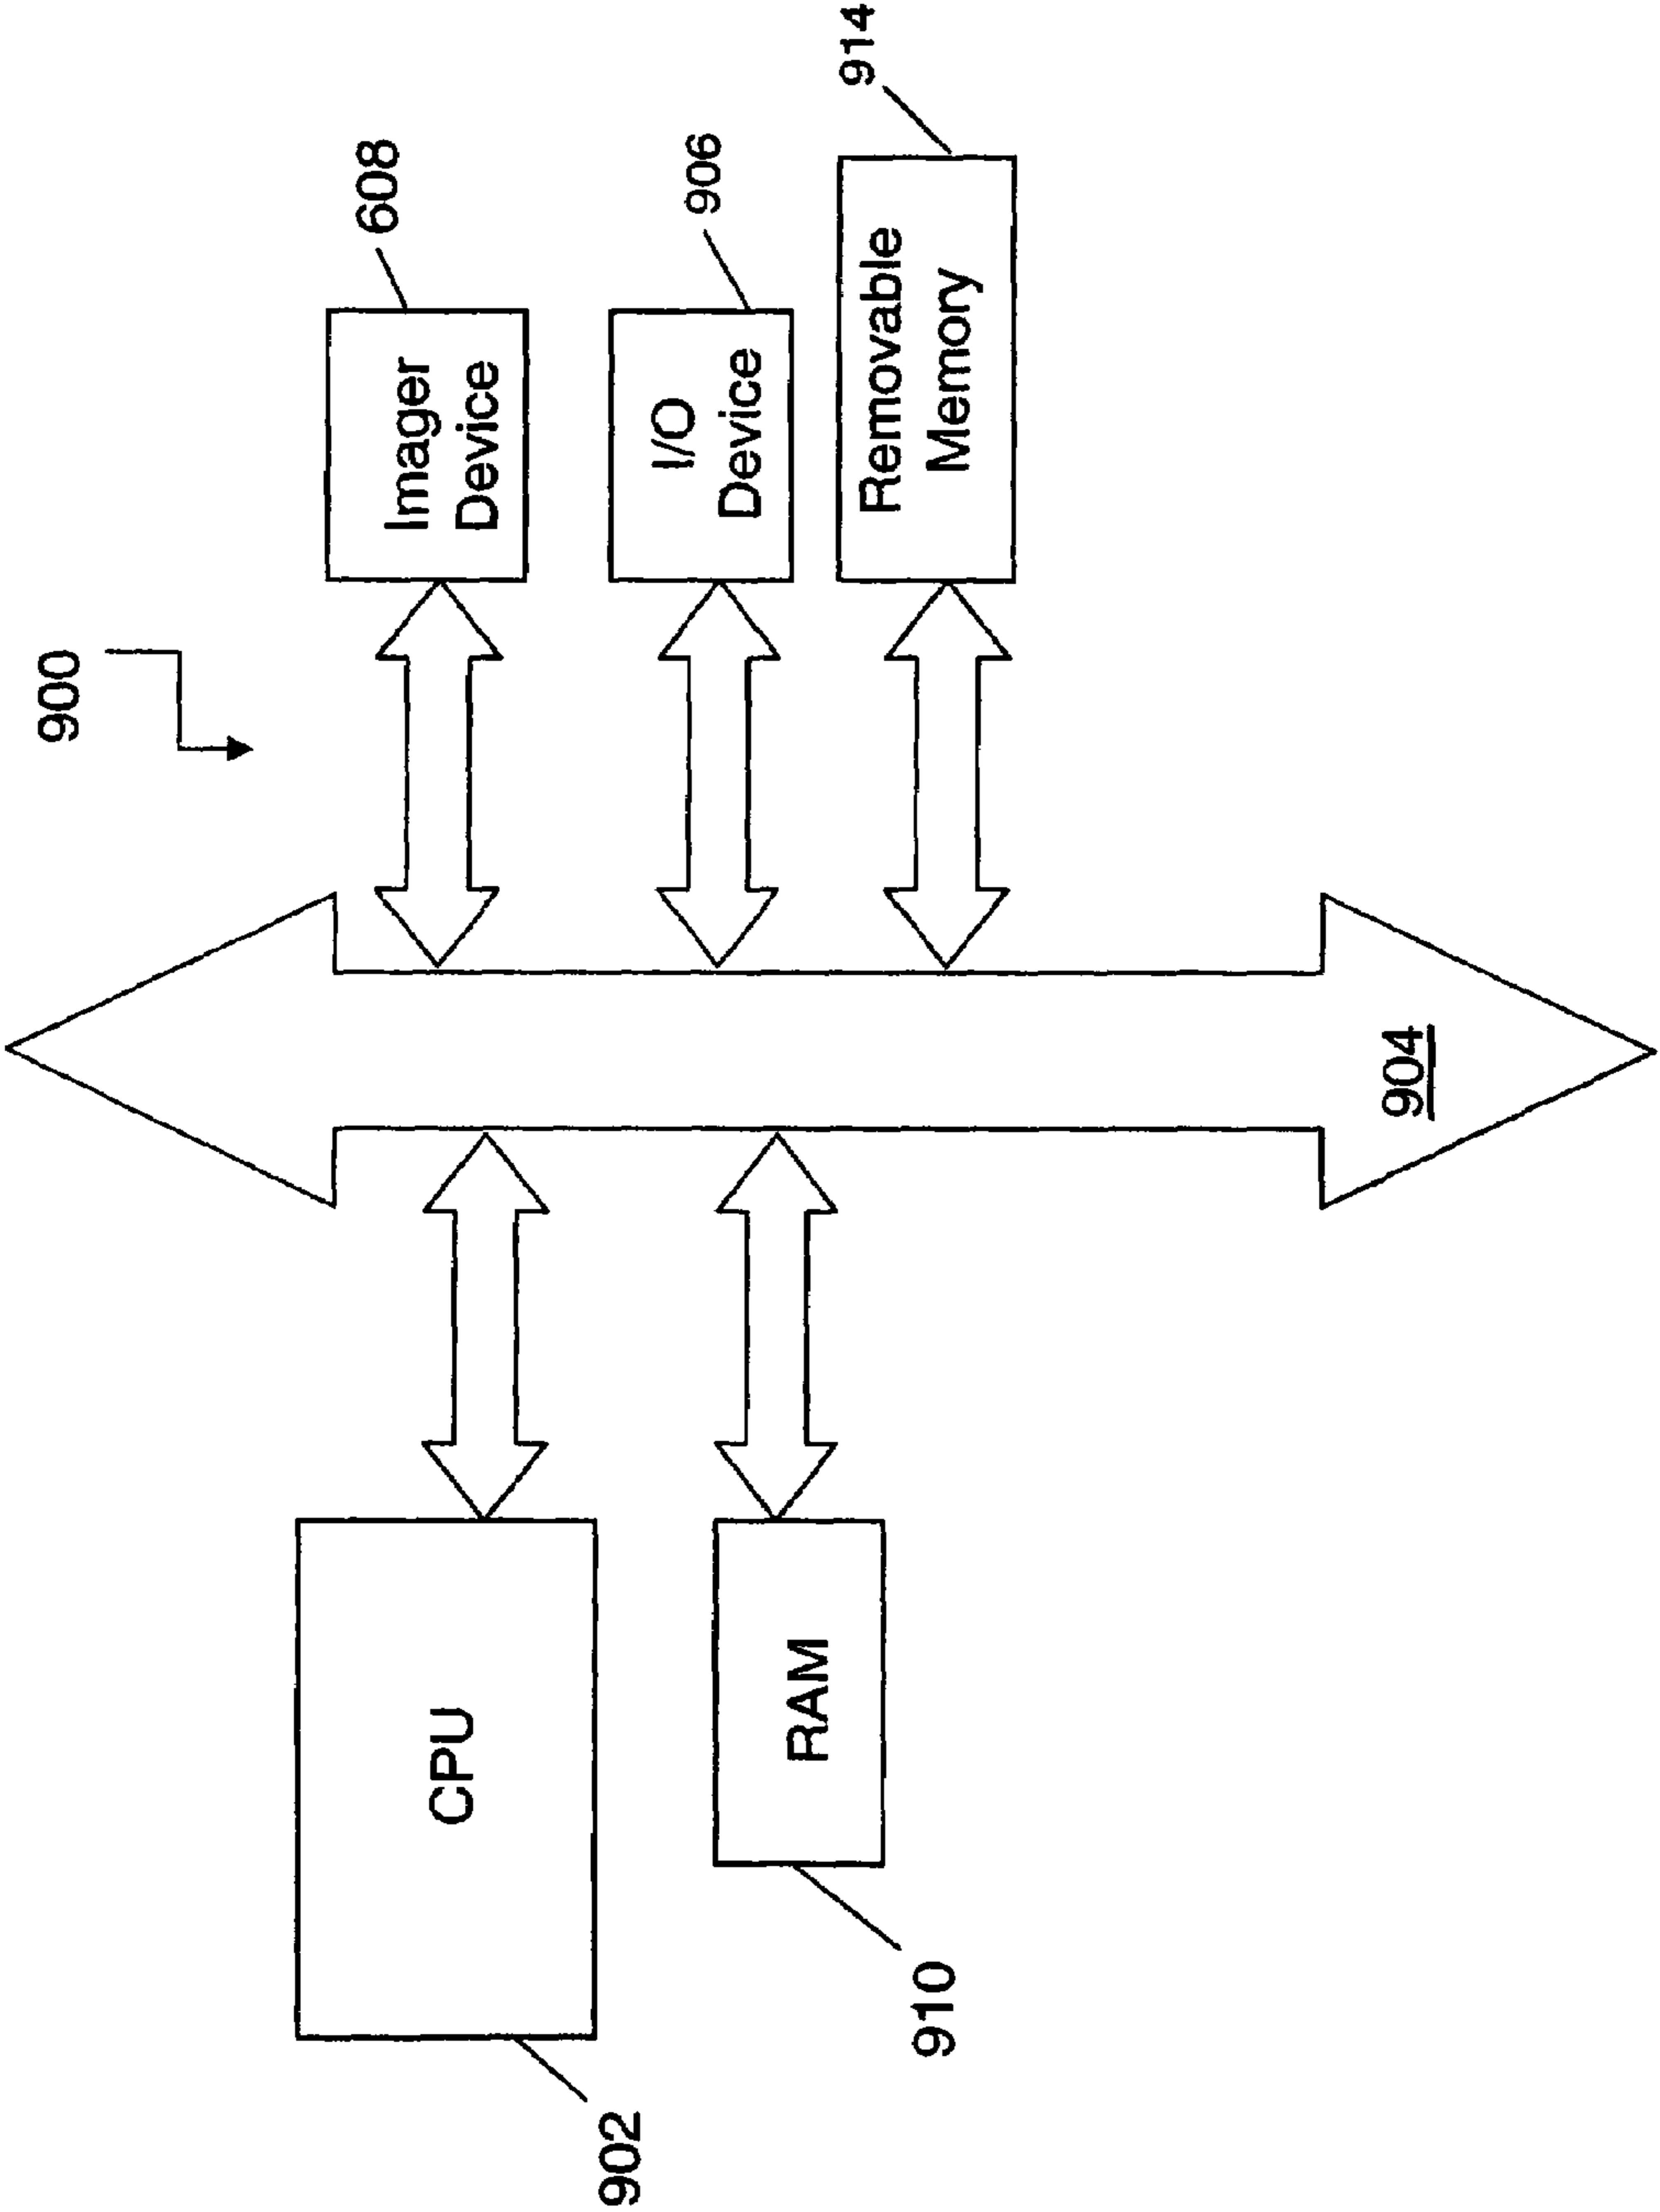 900
608
Imager
Device
CPU
902
906
I/O
Device
RAM
910
914
Removable
Memory
904